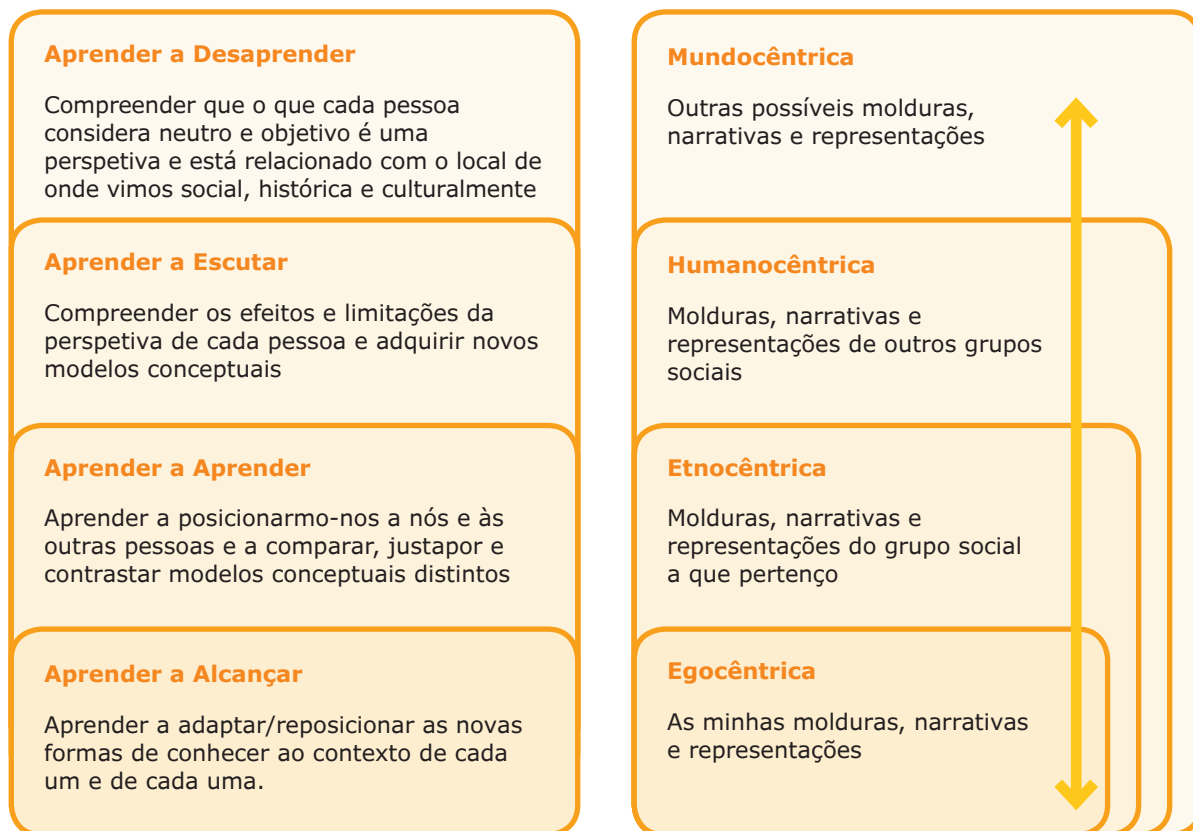 Aprender a Desaprender
Compreender que o que cada pessoa
considera neutro e objetivo é uma
perspetiva e está relacionado com o local de
onde vimos social, histórica e culturalmente
Aprender a Escutar
Compreender os efeitos e limitações da
perspetiva de cada pessoa e adquirir novos
modelos conceptuais
Aprender a Aprender
Aprender a posicionarmo-nos a nós e às
outras pessoas e a comparar, justapor e
contrastar modelos conceptuais distintos
Aprender a Alcançar
Aprender a adaptar/reposicionar as novas
formas de conhecer ao contexto de cada
um e de cada uma.
Mundocêntrica
Outras possíveis molduras,
narrativas e representações
Humanocêntrica
Molduras, narrativas e
representações de outros grupos
sociais
Etnocêntrica
Molduras, narrativas e
representações do grupo social
a que pertenço
Egocêntrica
As minhas molduras, narrativas
e representações